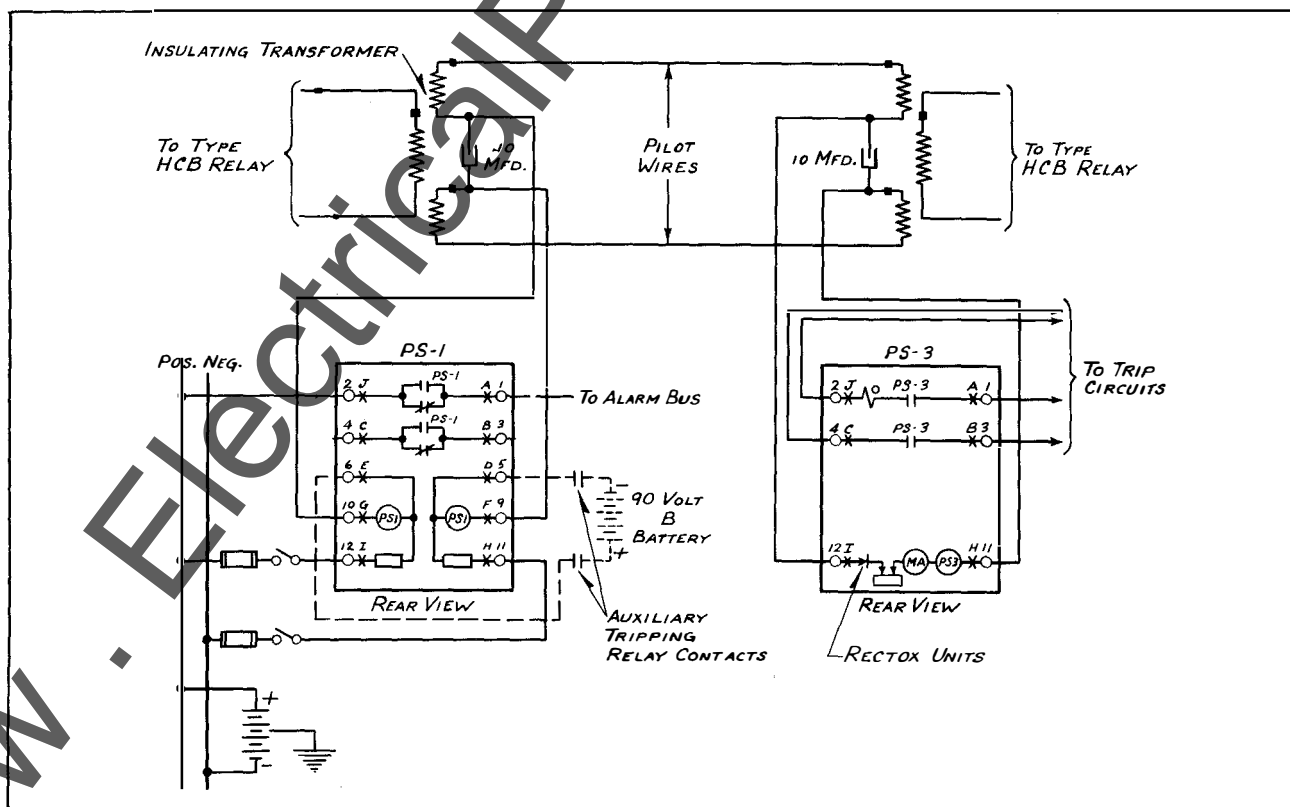 INSULATING TRANSFORMER
TO TYPE
HCB RELAY
10
MFD.
PILOT
WIRES
10 MFD.
TO TYPE
HCB RELAY
POS. NEG.
PS-1
2 J
PS-1
A 1
TO ALARM BUS
4 C
PS-1
B 3
6 E
D 5
10 G
PS1
PS1
F 9
12 I
H 11
REAR VIEW
-
90 VOLT
B
BATTERY
+
AUXILIARY
TRIPPING
RELAY CONTACTS
PS-3
2 J
PS-3
A 1
4 C
PS-3
B 3
TO TRIP
CIRCUITS
12 I
MA
PS3
H 11
REAR VIEW
RECTOX UNITS
+
-
w . ElectricalP